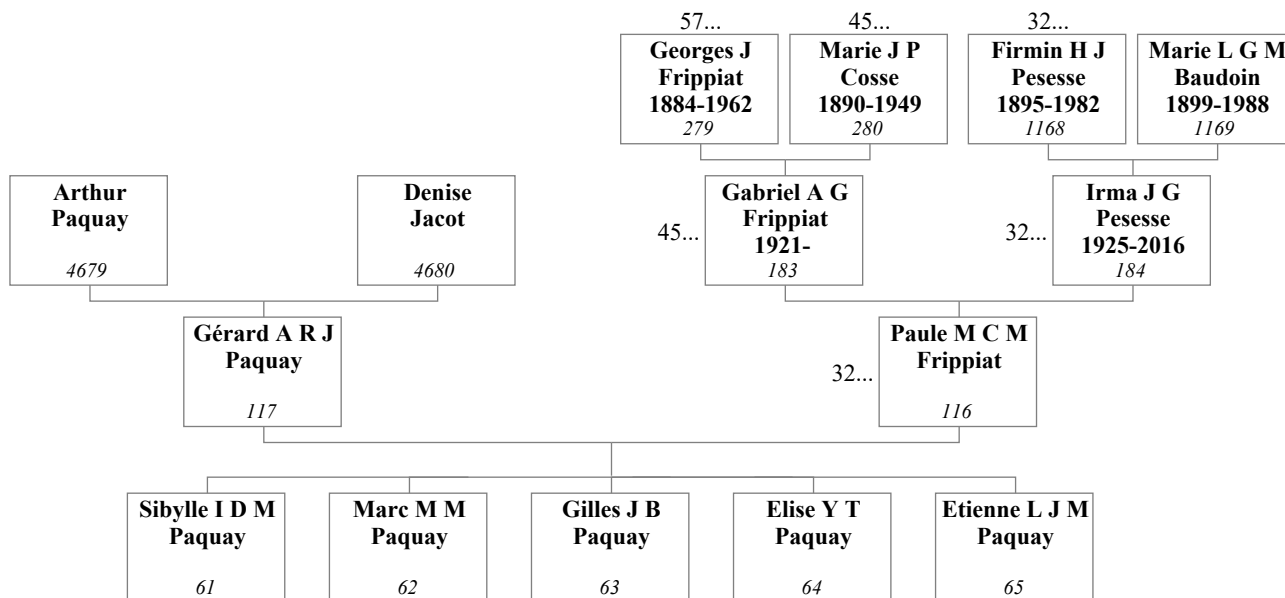 57...
45...
32...
Georges J
Frippiat
1884-1962
279
Marie J P
Cosse
1890-1949
280
Firmin H J
Pesesse
1895-1982
1168
Marie L G M
Baudoin
1899-1988
1169
Arthur
Paquay
4679
Denise
Jacot
4680
45...
Gabriel A G
Frippiat
1921-
183
32...
Irma J G
Pesesse
1925-2016
184
Gérard A R J
Paquay
117
32...
Paule M C M
Frippiat
116
Sibylle I D M
Paquay
61
Marc M M
Paquay
62
Gilles J B
Paquay
63
Elise Y T
Paquay
64
Etienne L J M
Paquay
65